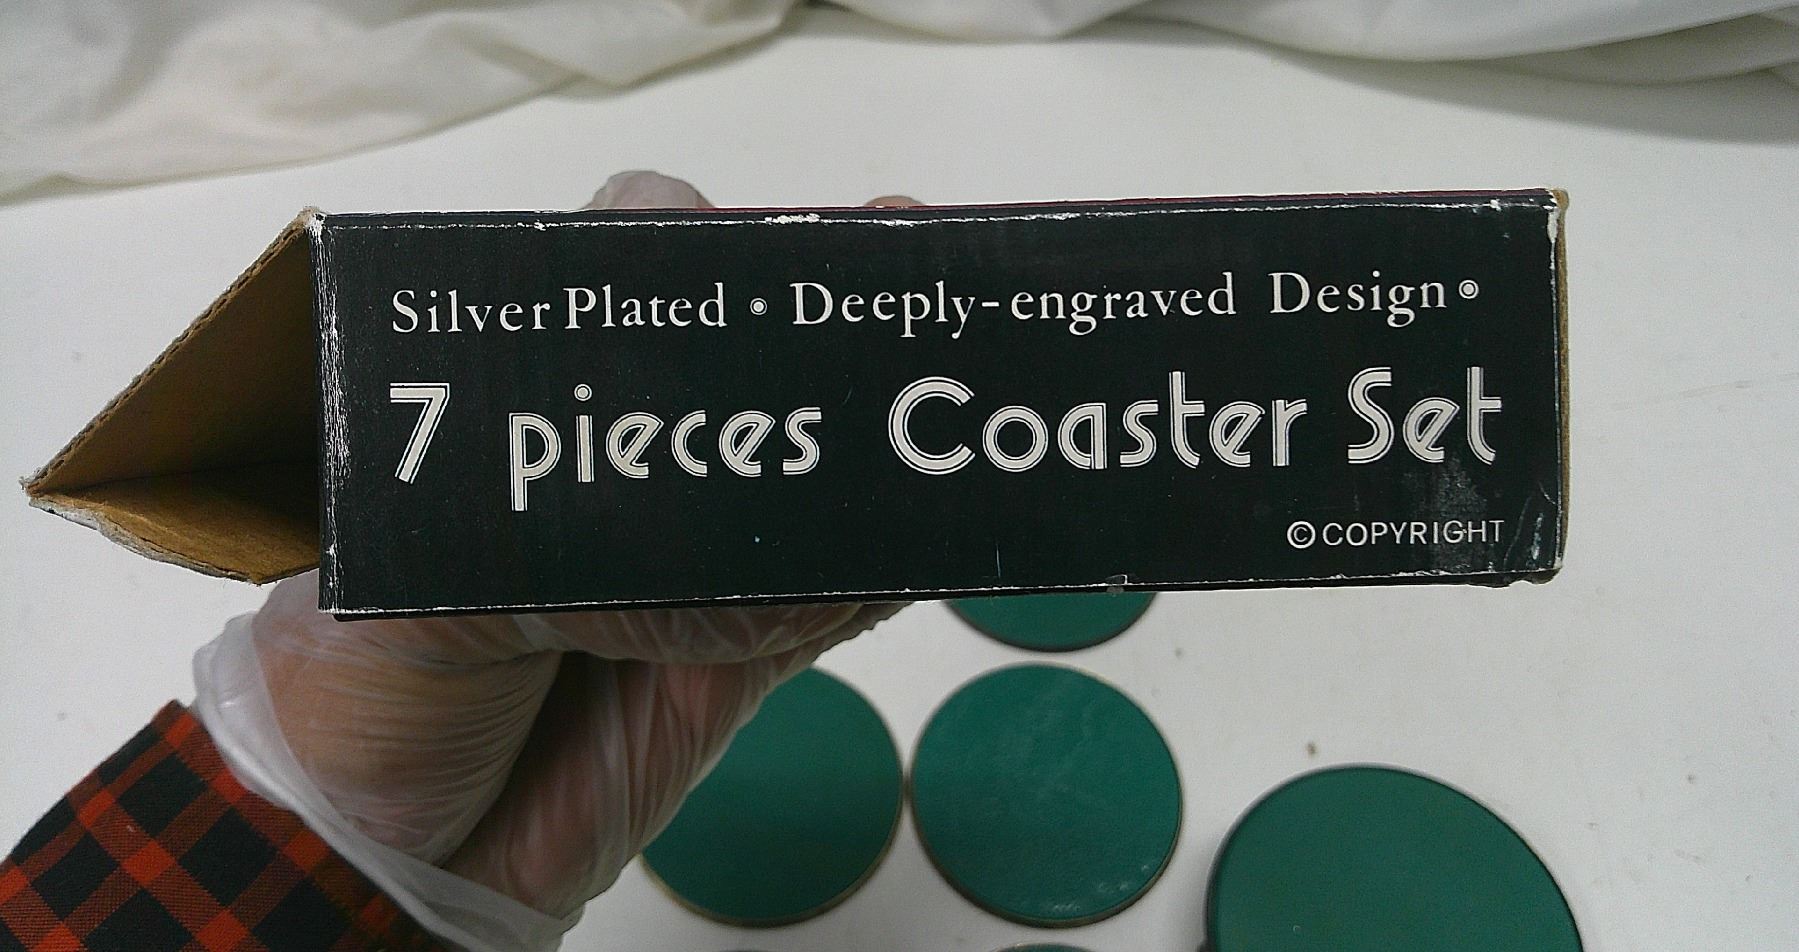 Silver Plated • Deeply-engraved Design •
7 pieces Coaster Set
© COPYRIGHT